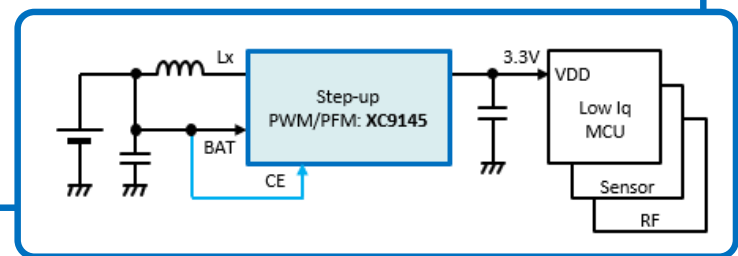 Lx
Step-up
PWM/PFM: XC9145
BAT
CE
3.3V
VDD
Low Iq
MCU
Sensor
RF